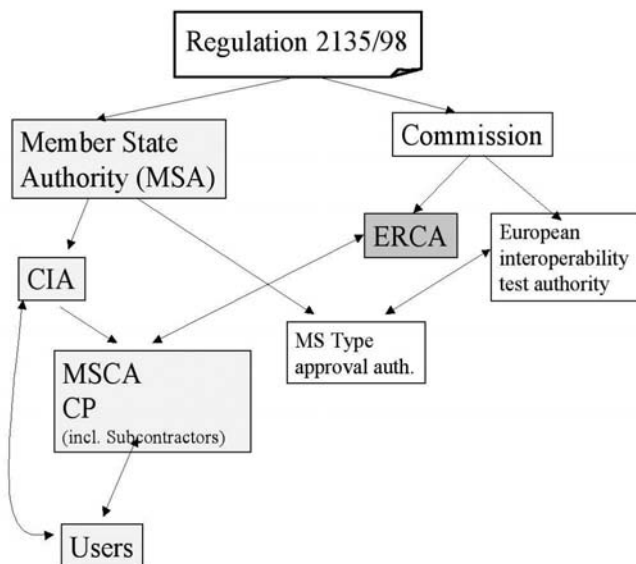 Regulation 2135/98
Member State
Authority (MSA)
Commission
ERCA
European
interoperability
test authority
CIA
MS Type
approval auth.
MSCA
CP
(incl. Subcontractors)
Users